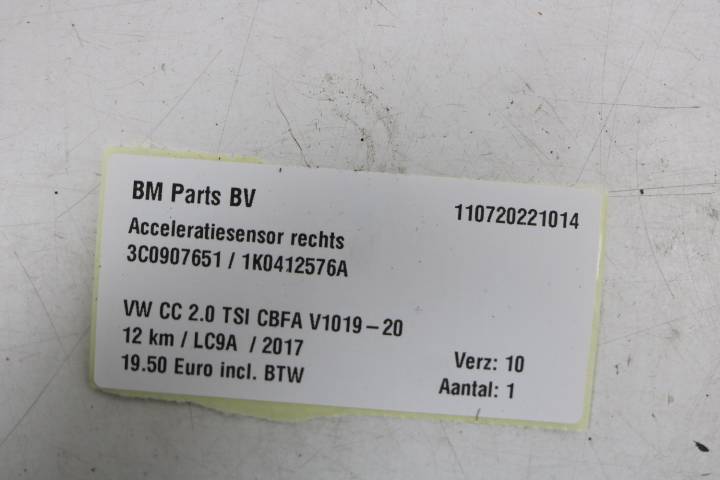 BM Parts BV
110720221014
Acceleratiesensor rechts
3C0907651 / 1K0412576A
VW CC 2.0 TSI CBFA V1019-20
12 km / LC9A / 2017
Verz: 10
19.50 Euro incl. BTW
Aantal: 1